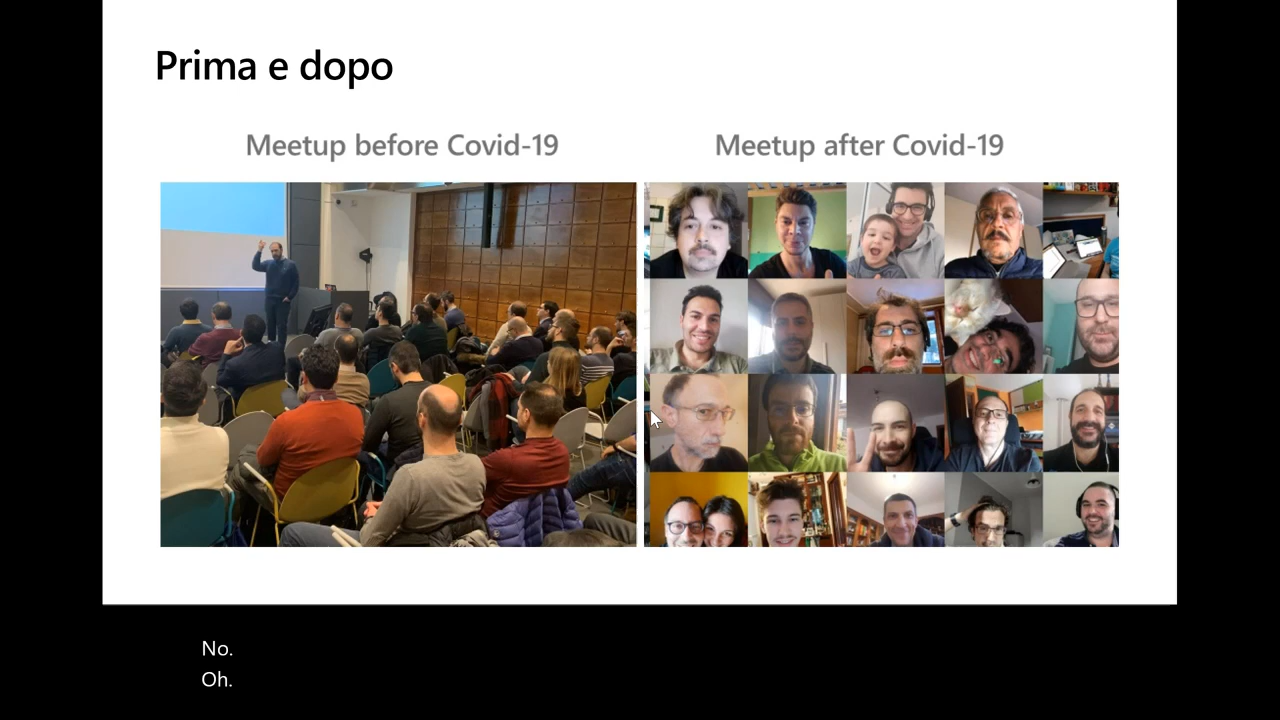 Prima e dopo
Meetup before Covid-19
Meetup after Covid-19
No.
Oh.